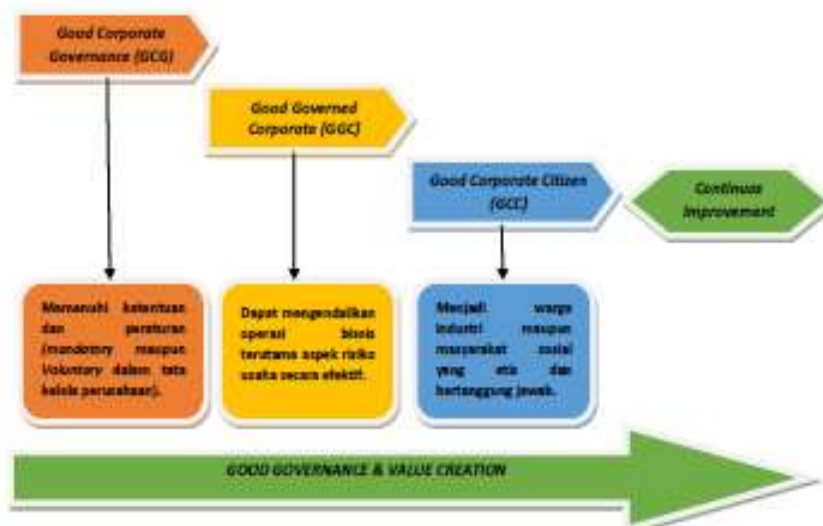 Good Corporate
Governance (GCG)
Good Governed
Corporate (GGC)
Good Corporate Citizen
(GCC)
Continues
Improvement
Memenuhi ketentuan
dan peraturan
(mandatory maupun
Voluntary dalam tata
kelola perusahaan).
Dapat mengendalikan
operasi bisnis
terutama aspek risiko
usaha secara efektif.
Menjadi warga
industri maupun
masyarakat sosial
yang etis dan
bertanggung jawab.
GOOD GOVERNANCE & VALUE CREATION